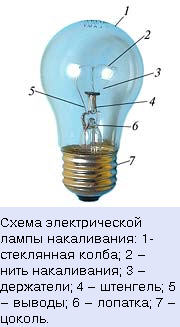 1
2
3
5
4
6
7
Схема электрической
лампы накаливания: 1-
стеклянная колба; 2 –
нить накаливания; 3 –
держатели; 4 – штенгель; 5
– выводы; 6 – лопатка; 7 –
цоколь.